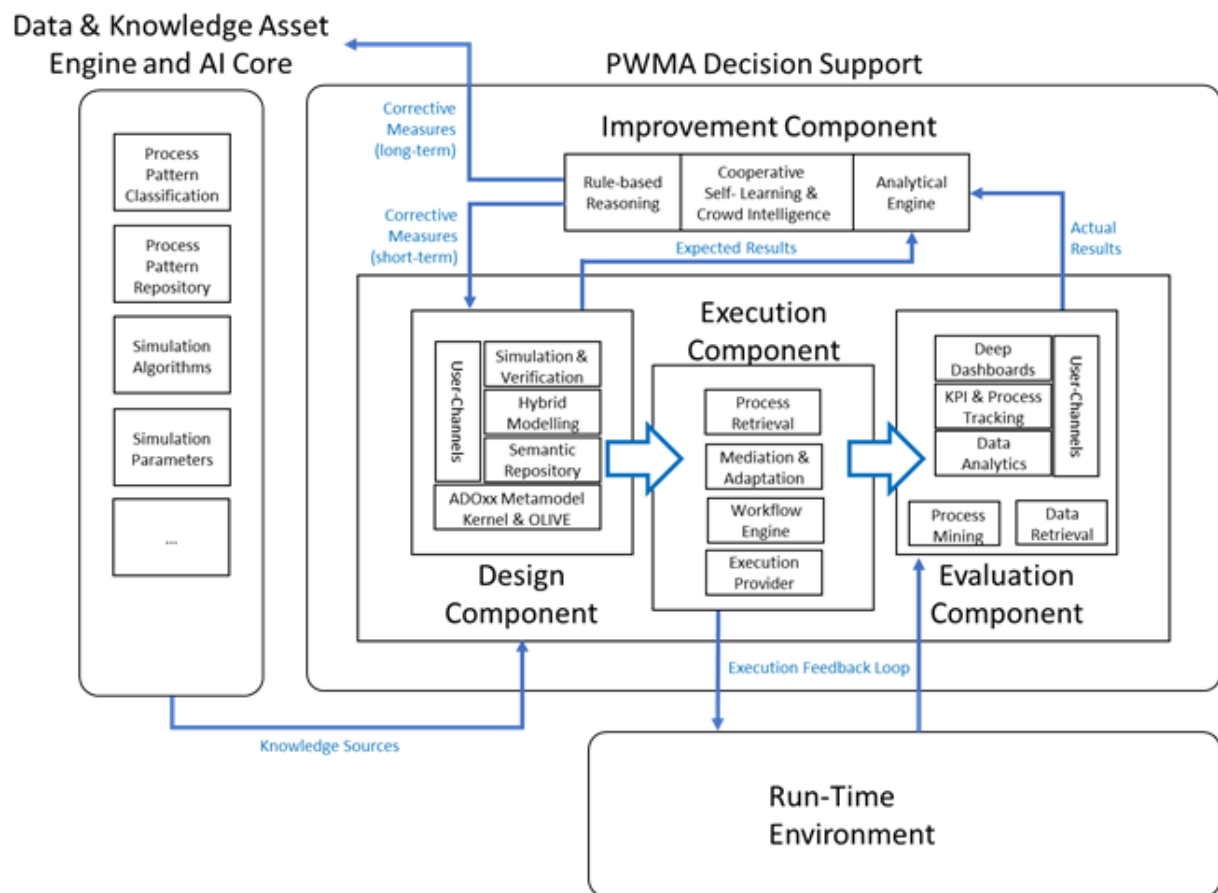 Data & Knowledge Asset
Engine and AI Core
PWMA Decision Support
Process
Pattern
Classification
Process
Pattern
Repository
Simulation
Algorithms
Simulation
Parameters
...
Corrective
Measures
(long-term)
Corrective
Measures
(short-term)
Improvement Component
Rule-based
Reasoning
Cooperative
Self- Learning &
Crowd Intelligence
Analytical
Engine
Expected Results
Actual
Results
User-Channels
Simulation &
Verification
Hybrid
Modelling
Semantic
Repository
ADOxx Metamodel
Kernel & OLIVE
Design
Component
Execution
Component
Process
Retrieval
Mediation &
Adaptation
Workflow
Engine
Execution
Provider
Deep
Dashboards
KPI & Process
Tracking
Data
Analytics
User-Channels
Process
Mining
Data
Retrieval
Evaluation
Component
Execution Feedback Loop
Knowledge Sources
Run-Time
Environment